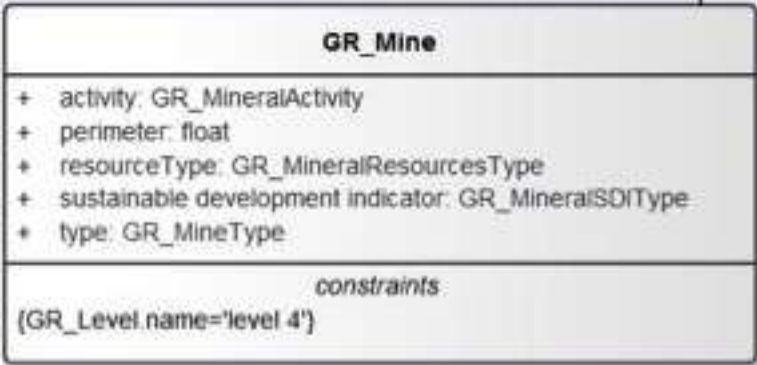 GR_Mine
+ activity: GR_MineralActivity
+ perimeter: float
+ resourceType: GR_MineralResourcesType
+ sustainable development indicator: GR_MineralSDIType
+ type: GR_MineType
constraints
{GR_Level.name='level 4'}